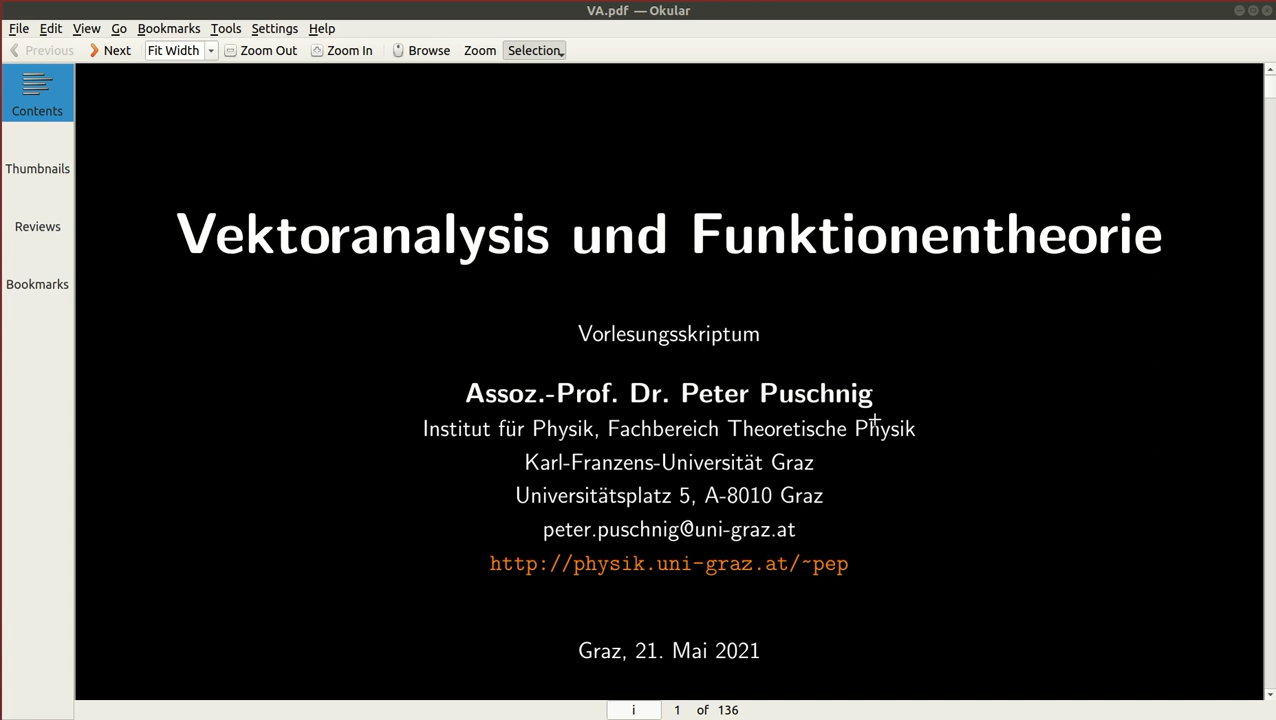 VA.pdf — Okular
File Edit View Go Bookmarks Tools Settings Help
Previous Next Fit Width Zoom Out Zoom In Browse Zoom Selection
Contents
Thumbnails
Reviews
Bookmarks
Vektoranalysis und Funktionentheorie
Vorlesungsskriptum
Assoz.-Prof. Dr. Peter Puschnig
Institut für Physik, Fachbereich Theoretische Physik
Karl-Franzens-Universität Graz
Universitätsplatz 5, A-8010 Graz
peter.puschnig@uni-graz.at
http://physik.uni-graz.at/~pep
Graz, 21. Mai 2021
i 1 of 136